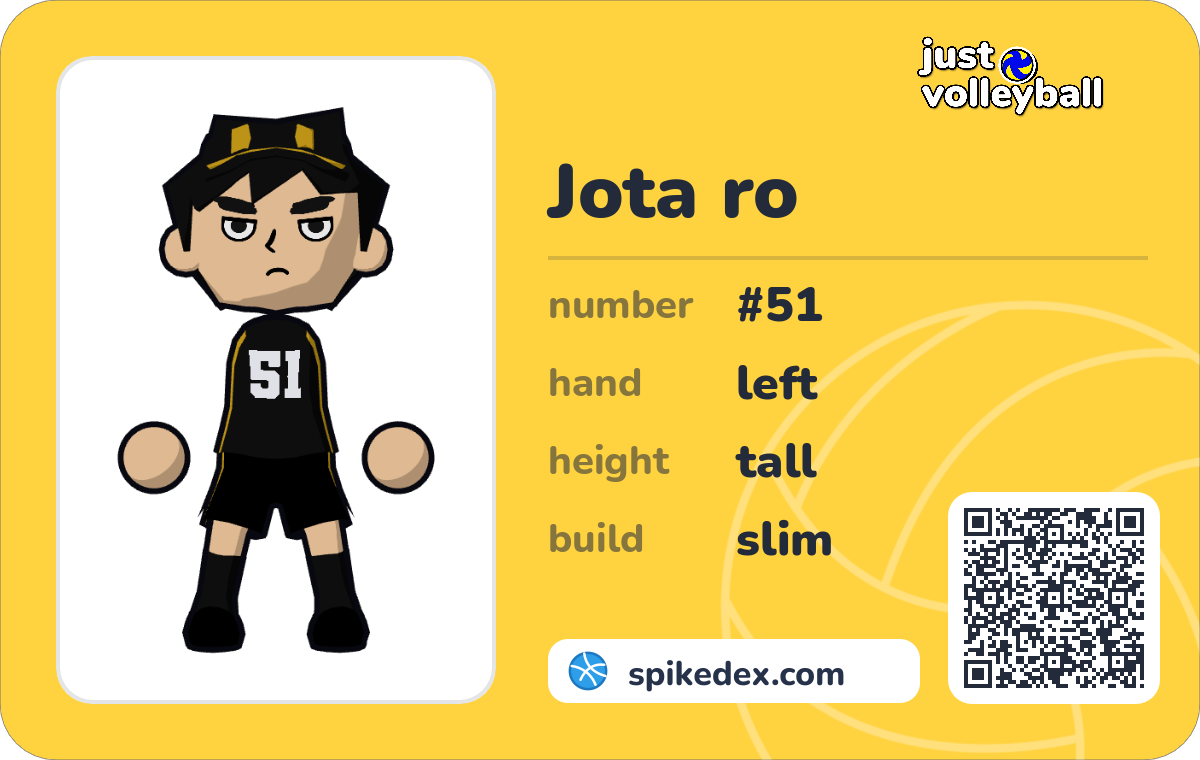 just
volleyball
Jota ro
number #51
hand left
height tall
build slim
51
spikedex.com